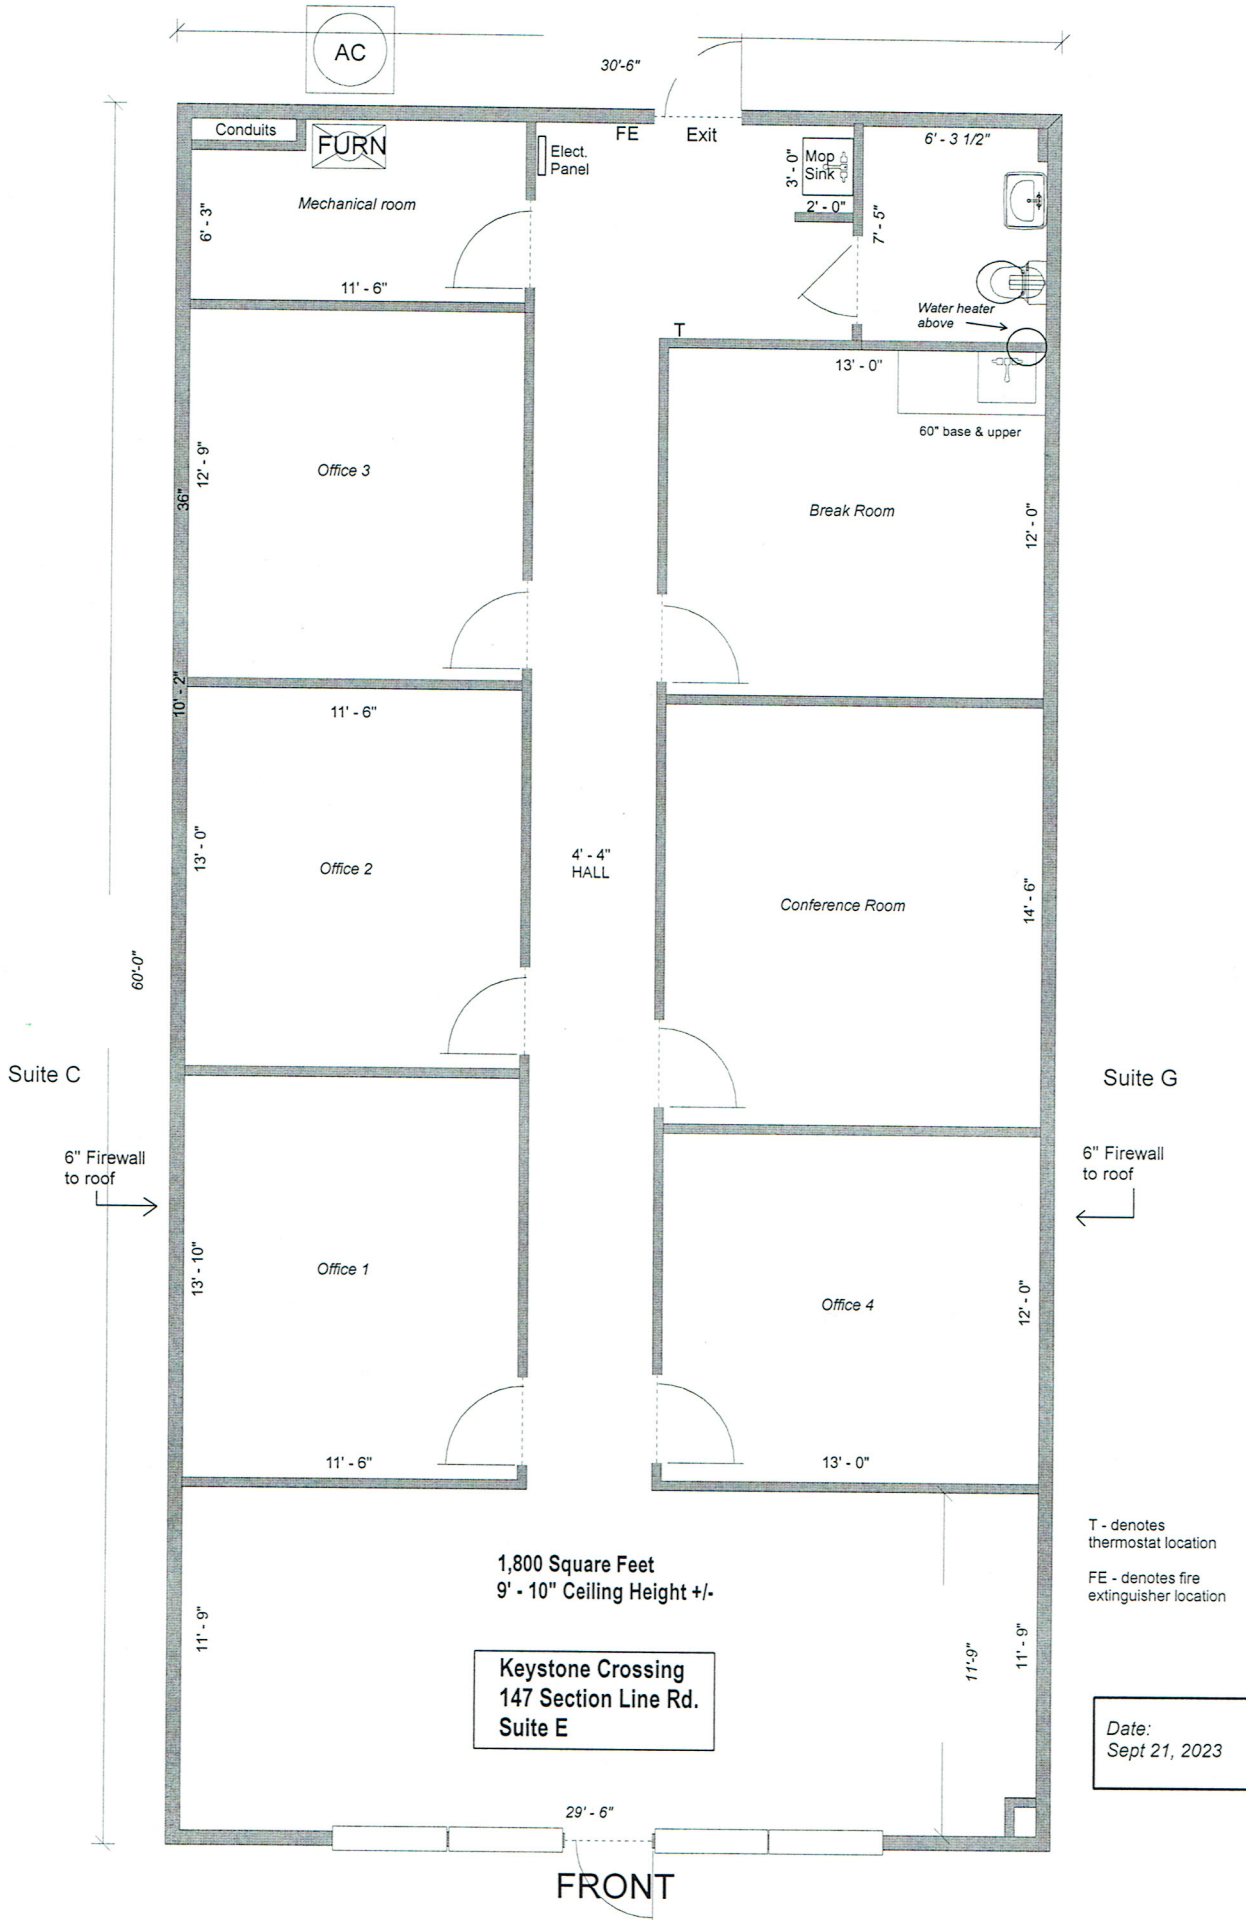 AC
30'-6"
Conduits
FURN
Elect.
Panel
FE
Exit
Mop
Sink
3' - 0"
2' - 0"
6' - 3 1/2"
7' - 5"
Mechanical room
6' - 3"
11' - 6"
Water heater
above
T
13' - 0"
60" base & upper
12' - 9"
36"
Office 3
Break Room
12' - 0"
10' - 2"
11' - 6"
13' - 0"
Office 2
4' - 4"
HALL
Conference Room
14' - 6"
60'-0"
Suite C
Suite G
6" Firewall
to roof
6" Firewall
to roof
13' - 10"
Office 1
Office 4
12' - 0"
11' - 6"
13' - 0"
T - denotes
thermostat location
FE - denotes fire
extinguisher location
1,800 Square Feet
9' - 10" Ceiling Height +/-
11' - 9"
11'-9"
11' - 9"
Keystone Crossing
147 Section Line Rd.
Suite E
Date:
Sept 21, 2023
29' - 6"
FRONT